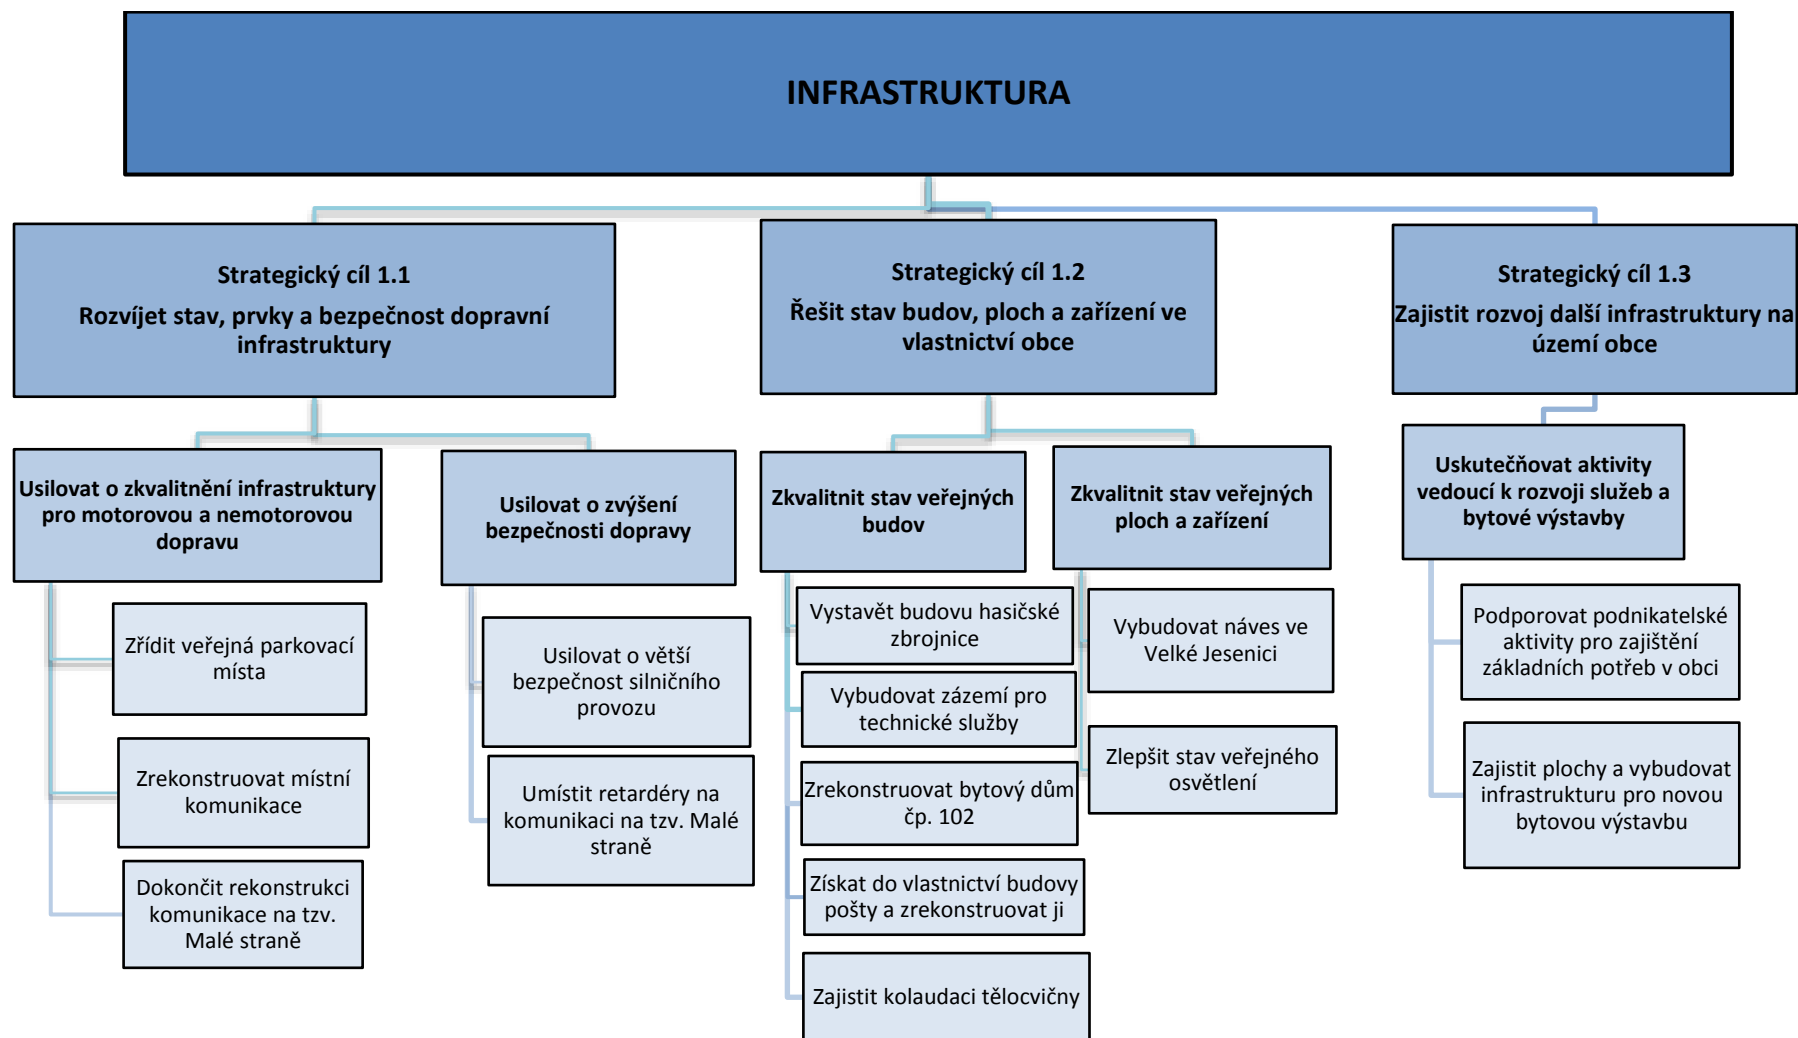 INFRASTRUKTURA
Strategický cíl 1.1
Rozvíjet stav, prvky a bezpečnost dopravní
infrastruktury
Strategický cíl 1.2
Řešit stav budov, ploch a zařízení ve
vlastnictví obce
Strategický cíl 1.3
Zajistit rozvoj další infrastruktury na
území obce
Usilovat o zkvalitnění infrastruktury
pro motorovou a nemotorovou
dopravu
Zřídit veřejná parkovací
místa
Zrekonstruovat místní
komunikace
Dokončit rekonstrukci
komunikace na tzv.
Malé straně
Usilovat o zvýšení
bezpečnosti dopravy
Usilovat o větší
bezpečnost silničního
provozu
Umístit retardéry na
komunikaci na tzv. Malé
straně
Zkvalitnit stav veřejných
budov
Vystavět budovu hasičské
zbrojnice
Vybudovat zázemí pro
technické služby
Zrekonstruovat bytový dům
čp. 102
Získat do vlastnictví budovy
pošty a zrekonstruovat ji
Zajistit kolaudaci tělocvičny
Zkvalitnit stav veřejných
ploch a zařízení
Vybudovat náves ve
Velké Jesenici
Zlepšit stav veřejného
osvětlení
Uskutečňovat aktivity
vedoucí k rozvoji služeb a
bytové výstavby
Podporovat podnikatelské
aktivity pro zajištění
základních potřeb v obci
Zajistit plochy a vybudovat
infrastrukturu pro novou
bytovou výstavbu